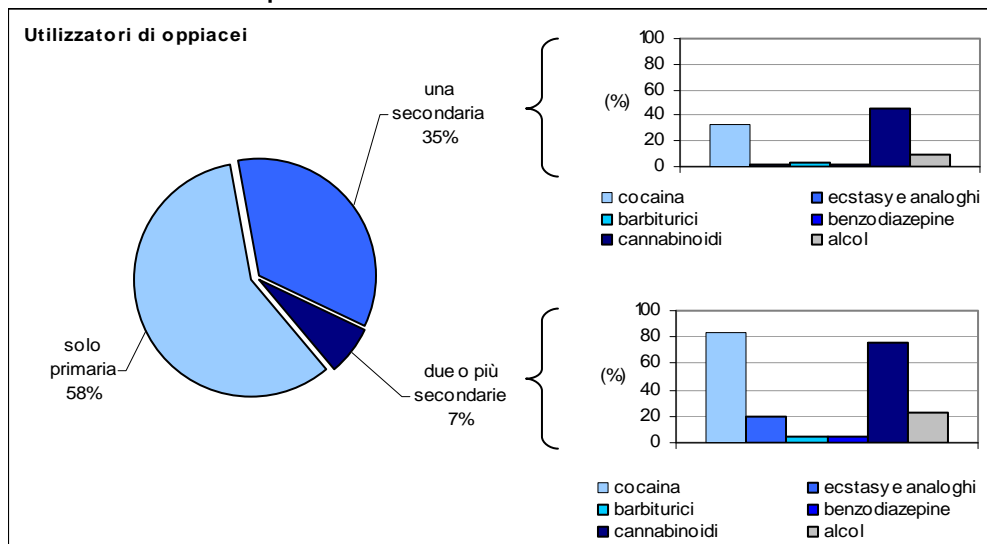 Utilizzatori di oppiacei
una
secondaria
35%
solo
primaria
58%
due o più
secondarie
7%
100
80
60
40
20
0
(%)
cocaina
ecstasy e analoghi
barbiturici
benzodiazepine
cannabinoidi
alcol
100
80
60
40
20
0
(%)
cocaina
ecstasy e analoghi
barbiturici
benzodiazepine
cannabinoidi
alcol